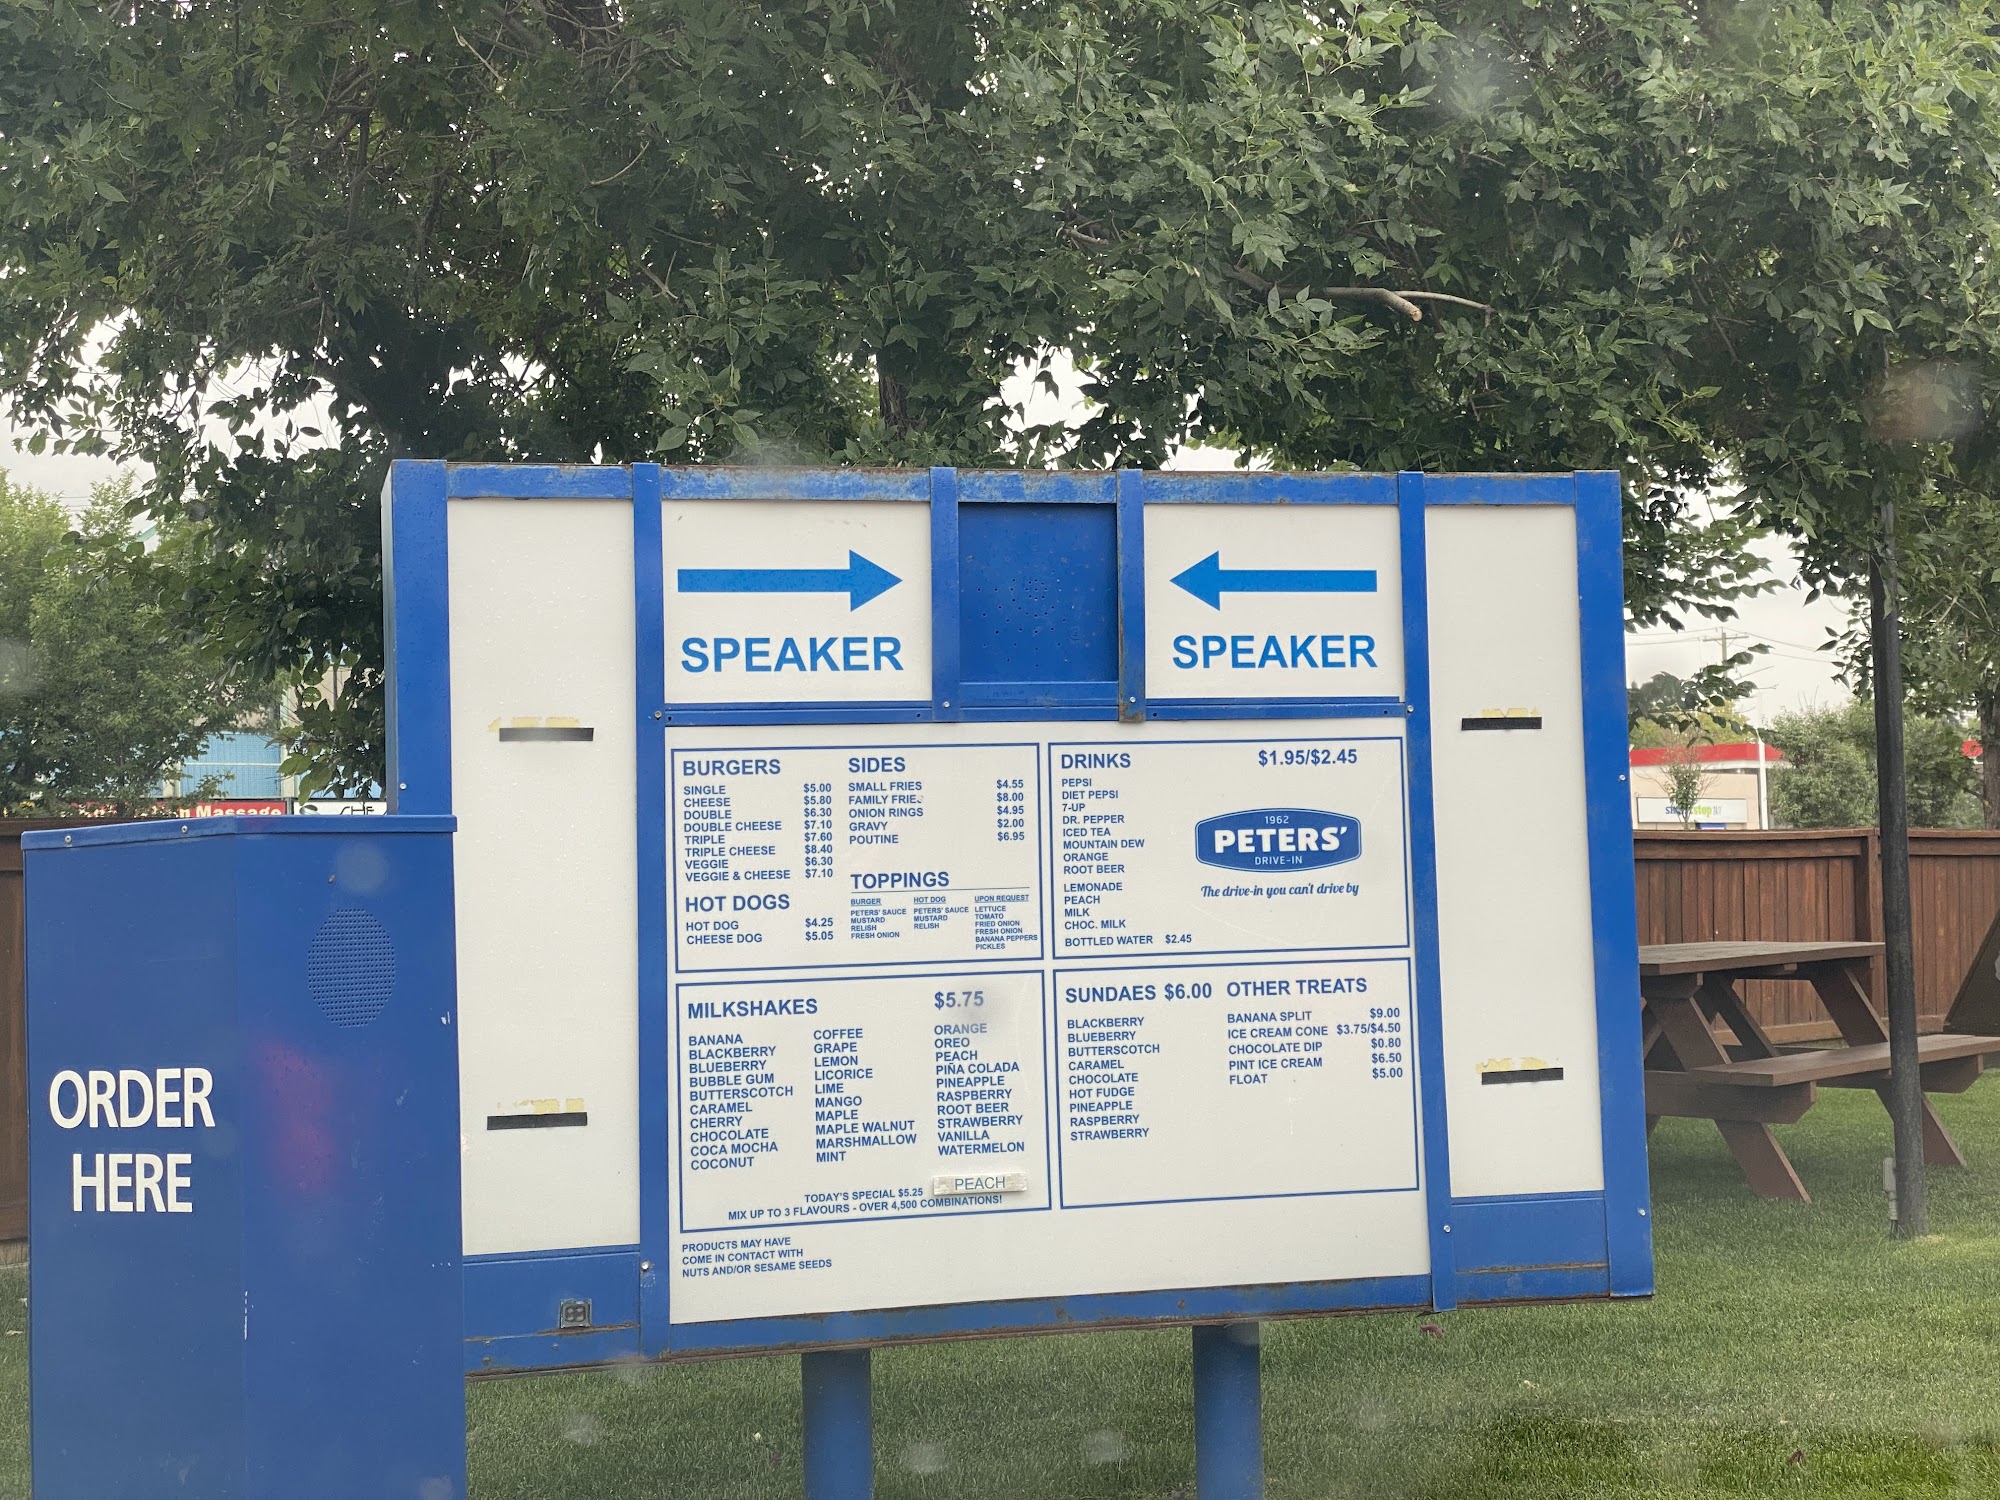 SPEAKER
SPEAKER
n Massage
ORDER
HERE
BURGERS
SINGLE $5.00
CHEESE $5.80
DOUBLE $6.30
DOUBLE CHEESE $7.10
TRIPLE $7.60
TRIPLE CHEESE $8.40
VEGGIE $6.30
VEGGIE & CHEESE $7.10
HOT DOGS
HOT DOG $4.25
CHEESE DOG $5.05
SIDES
SMALL FRIES $4.55
FAMILY FRIES $8.00
ONION RINGS $4.95
GRAVY $2.00
POUTINE $6.95
TOPPINGS
BURGER
PETERS' SAUCE
MUSTARD
RELISH
FRESH ONION
HOT DOG
PETERS' SAUCE
MUSTARD
RELISH
UPON REQUEST
LETTUCE
TOMATO
FRIED ONION
FRESH ONION
BANANA PEPPERS
PICKLES
DRINKS $1.95/$2.45
PEPSI
DIET PEPSI
7-UP
DR. PEPPER
ICED TEA
MOUNTAIN DEW
ORANGE
ROOT BEER
LEMONADE
PEACH
MILK
CHOC. MILK
BOTTLED WATER $2.45
1962
PETERS'
DRIVE-IN
The drive-in you can't drive by
MILKSHAKES $5.75
BANANA
BLACKBERRY
BLUEBERRY
BUBBLE GUM
BUTTERSCOTCH
CARAMEL
CHERRY
CHOCOLATE
COCA MOCHA
COCONUT
COFFEE
GRAPE
LEMON
LICORICE
LIME
MANGO
MAPLE
MAPLE WALNUT
MARSHMALLOW
MINT
ORANGE
OREO
PEACH
PIÑA COLADA
PINEAPPLE
RASPBERRY
ROOT BEER
STRAWBERRY
VANILLA
WATERMELON
TODAY'S SPECIAL $5.25 PEACH
MIX UP TO 3 FLAVOURS - OVER 4,500 COMBINATIONS!
SUNDAES $6.00
BLACKBERRY
BLUEBERRY
BUTTERSCOTCH
CARAMEL
CHOCOLATE
HOT FUDGE
PINEAPPLE
RASPBERRY
STRAWBERRY
OTHER TREATS
BANANA SPLIT $9.00
ICE CREAM CONE $3.75/$4.50
CHOCOLATE DIP $0.80
PINT ICE CREAM $6.50
FLOAT $5.00
PRODUCTS MAY HAVE
COME IN CONTACT WITH
NUTS AND/OR SESAME SEEDS